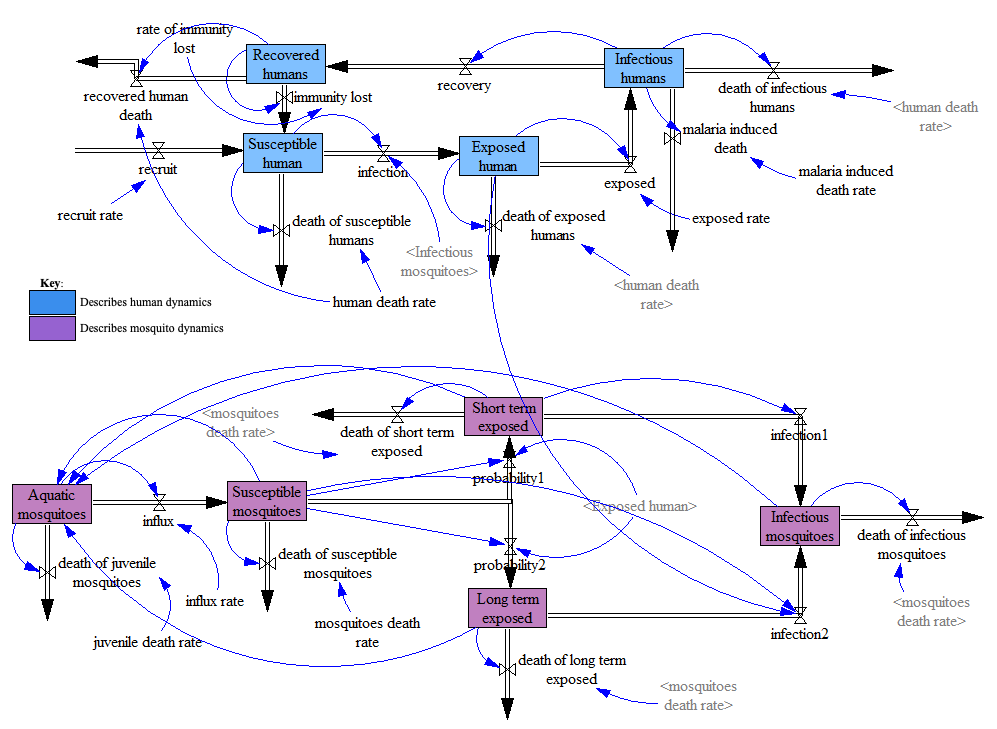 rate of immunity
lost
Recovered
humans
Infectious
humans
recovered human
death
immunity lost
recovery
death of infectious
humans
<human death
rate>
Susceptible
human
Exposed
human
malaria induced
death
recruit
infection
exposed
malaria induced
death rate
recruit rate
death of susceptible
humans
death of exposed
humans
exposed rate
<Infectious
mosquitoes>
<human death
rate>
human death rate
Key:
Describes human dynamics
Describes mosquito dynamics
<mosquitoes
death rate>
Short term
exposed
death of short term
exposed
infection1
probability1
Aquatic
mosquitoes
Susceptible
mosquitoes
influx
<Exposed human>
Infectious
mosquitoes
death of infectious
mosquitoes
death of juvenile
mosquitoes
death of susceptible
mosquitoes
probability2
influx rate
Long term
exposed
<mosquitoes
death rate>
juvenile death rate
mosquitoes death
rate
infection2
death of long term
exposed
<mosquitoes
death rate>